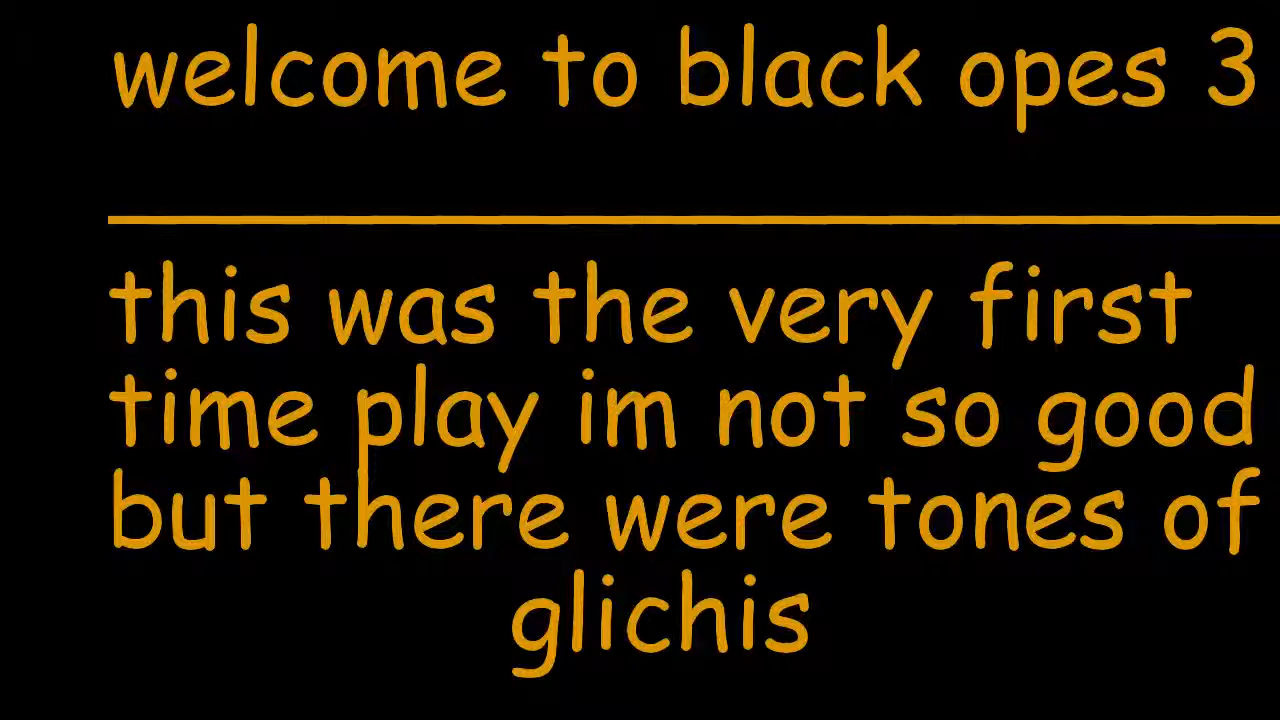 welcome to black opes 3
this was the very first
time play im not so good
but there were tones of
glichis